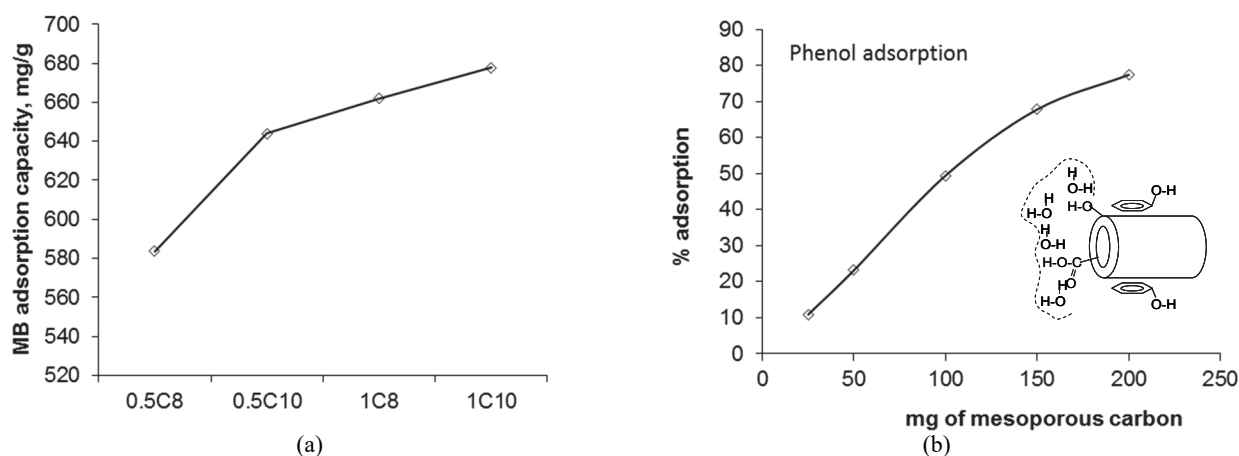 MB adsorption capacity, mg/g
700
680
660
640
620
600
580
560
540
520
0.5C8
0.5C10
1C8
1C10
(a)
Phenol adsorption
% adsorption
90
80
70
60
50
40
30
20
10
0
0
50
100
150
200
250
mg of mesoporous carbon
H
O-H
H-O
O-H
H
H-O
H
O-H
H-O-C
O
H
H-O
O-H
(b)